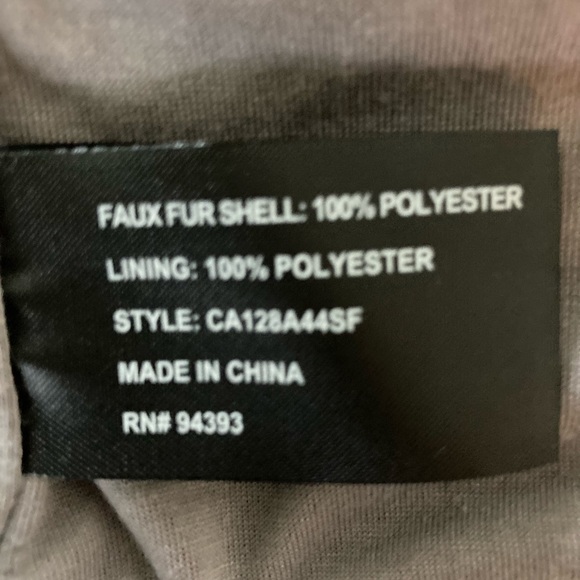 FAUX FUR SHELL: 100% POLYESTER
LINING: 100% POLYESTER
STYLE: CA128A44SF
MADE IN CHINA
RN# 94393